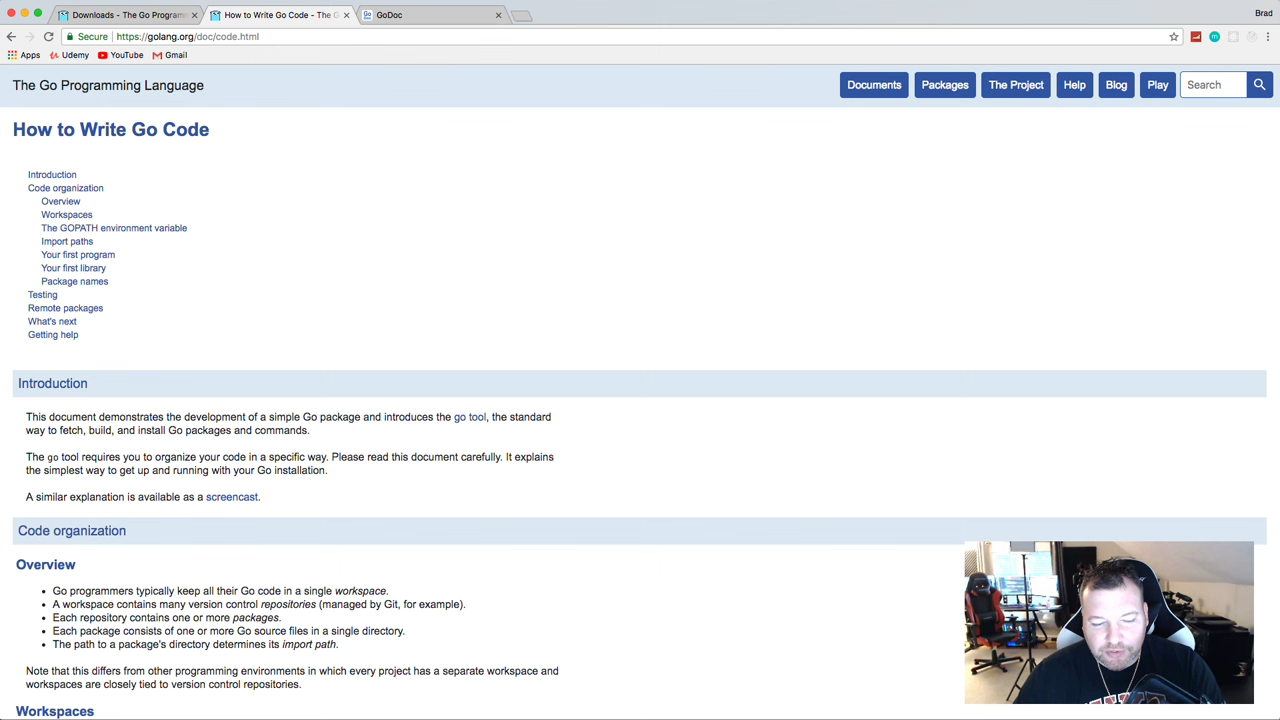 Downloads - The Go Program
How to Write Go Code - The G
GoDoc
Brad
Secure
https://golang.org/doc/code.html
Apps
Udemy
YouTube
Gmail
The Go Programming Language
Documents
Packages
The Project
Help
Blog
Play
Search
How to Write Go Code
Introduction
Code organization
Overview
Workspaces
The GOPATH environment variable
Import paths
Your first program
Your first library
Package names
Testing
Remote packages
What's next
Getting help
Introduction
This document demonstrates the development of a simple Go package and introduces the go tool, the standard
way to fetch, build, and install Go packages and commands.
The go tool requires you to organize your code in a specific way. Please read this document carefully. It explains
the simplest way to get up and running with your Go installation.
A similar explanation is available as a screencast.
Code organization
Overview
• Go programmers typically keep all their Go code in a single workspace.
• A workspace contains many version control repositories (managed by Git, for example).
• Each repository contains one or more packages.
• Each package consists of one or more Go source files in a single directory.
• The path to a package's directory determines its import path.
Note that this differs from other programming environments in which every project has a separate workspace and
workspaces are closely tied to version control repositories.
Workspaces